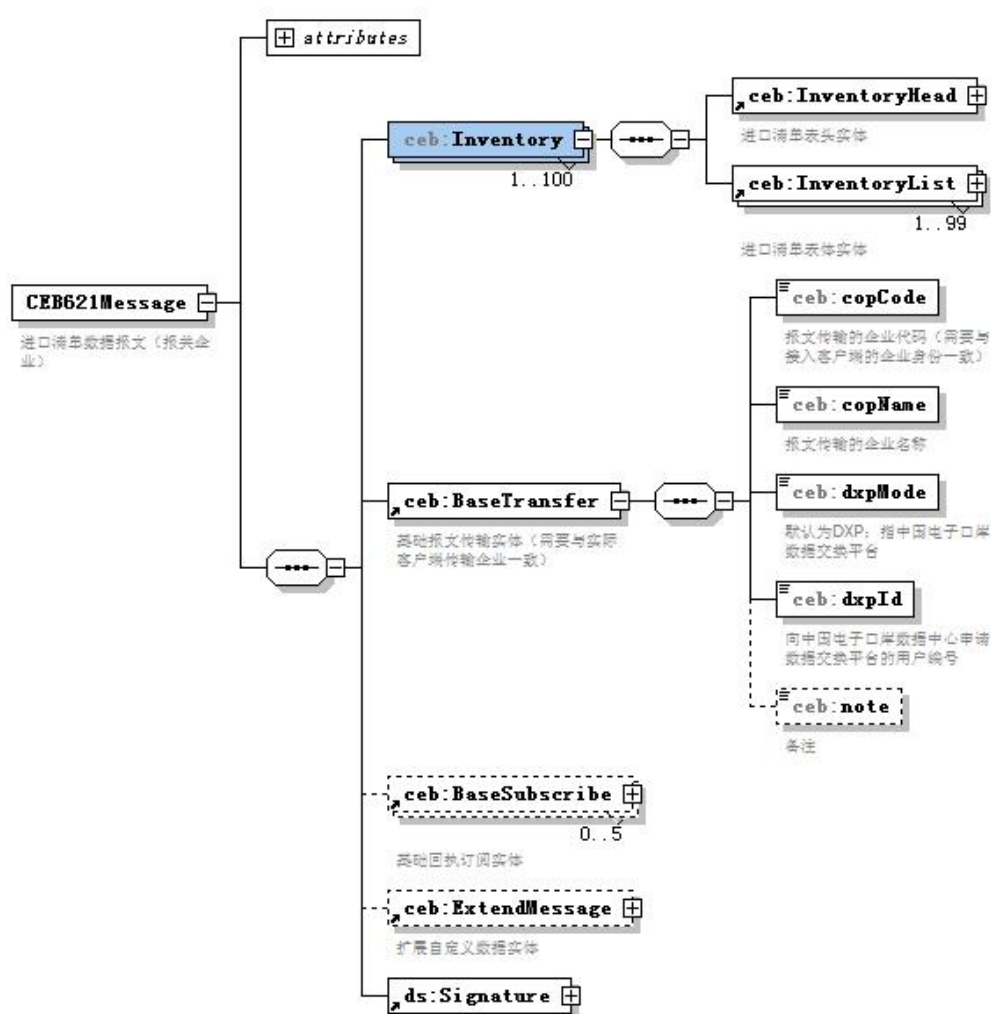 attributes
ceb:InventoryHead
进口清单表头实体
ceb:Inventory
1..100
ceb:InventoryList
1..99
进口清单表体实体
CEB621Message
进口清单数据报文（报关企
业）
ceb:copCode
报文传输的企业代码（需要与
接入客户端的企业身份一致）
ceb:copName
报文传输的企业名称
ceb:BaseTransfer
基础报文传输实体（需要与实际
客户端传输企业一致）
ceb:dxpMode
默认为DXP；指中国电子口岸
数据交换平台
ceb:dxpId
向中国电子口岸数据中心申请
数据交换平台的用户编号
ceb:note
备注
ceb:BaseSubscribe
0..5
基础回执订阅实体
ceb:ExtendMessage
扩展自定义数据实体
ds:Signature